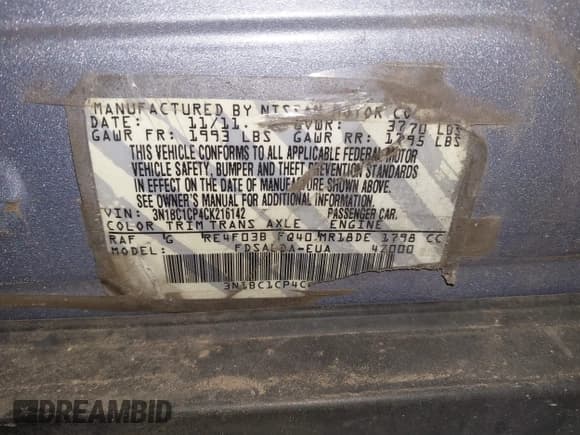 MANUFACTURED BY NISSAN MOTOR CO
DATE: 11/11 GVWR: 3770 LBS
GAWR FR: 1993 LBS GAWR RR: 1795 LBS
THIS VEHICLE CONFORMS TO ALL APPLICABLE FEDERAL MOTOR
VEHICLE SAFETY, BUMPER AND THEFT PREVENTION STANDARDS
IN EFFECT ON THE DATE OF MANUFACTURE SHOWN ABOVE.
SEE OWNER'S MANUAL FOR ADDITIONAL INFORMATION.
VIN: 3N1BC1CP4CK216142 PASSENGER CAR.
COLOR TRIM TRANS AXLE ENGINE
RAF G RE4F03B FQ40 MR18DE 1798 CC
MODEL: -EUA 42000
3N1BC1CP4C
DREAMBID